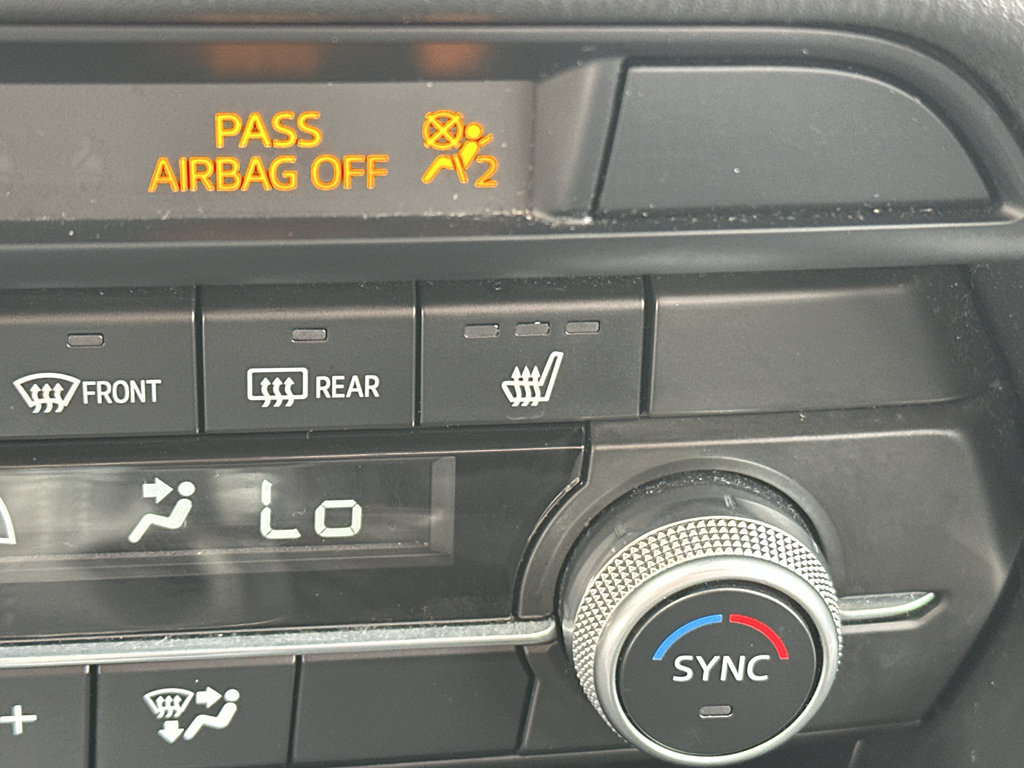 PASS
AIRBAG OFF 2
FRONT
REAR
Lo
SYNC
+